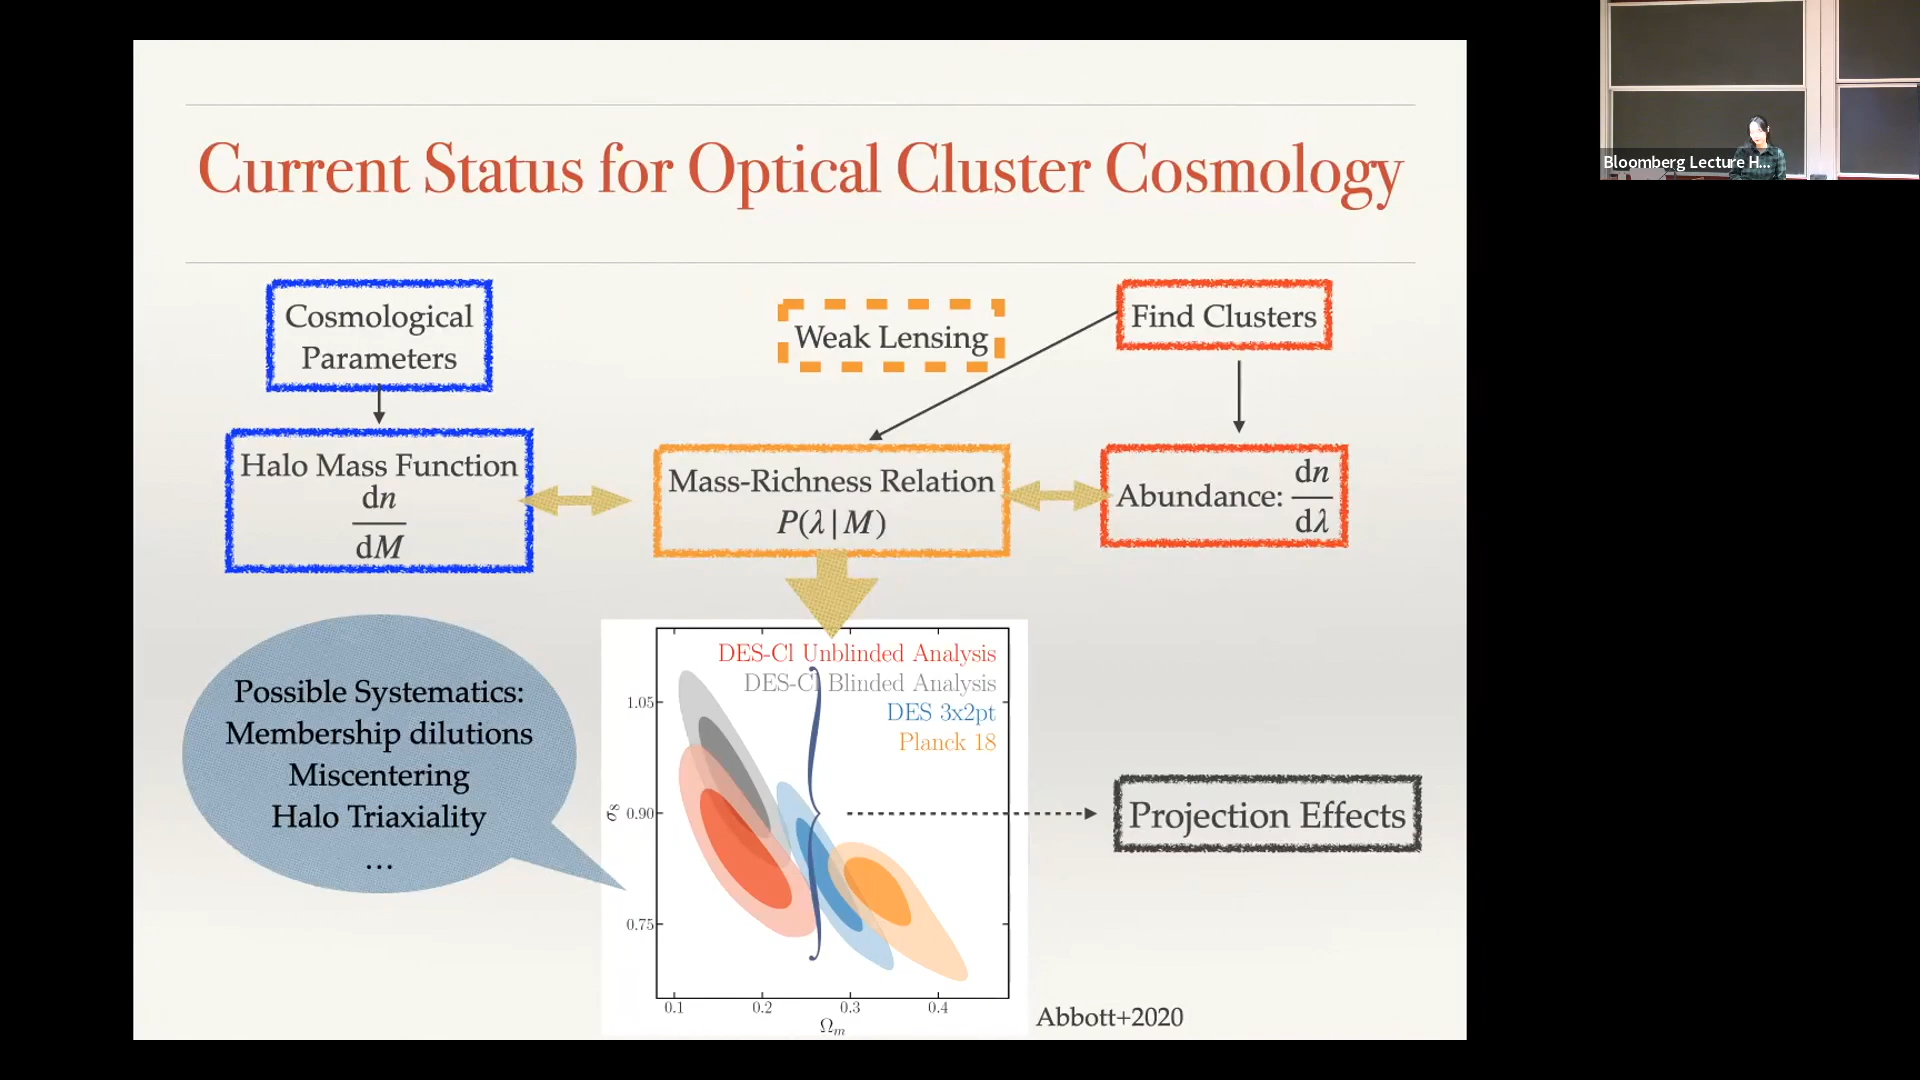 Bloomberg Lecture H...
Current Status for Optical Cluster Cosmology
Cosmological
Parameters
Weak Lensing
Find Clusters
Halo Mass Function
dn
dM
Mass-Richness Relation
P(λ|M)
Abundance: dn
dλ
Possible Systematics:
Membership dilutions
Miscentering
Halo Triaxiality
...
DES-Cl Unblinded Analysis
DES-Cl Blinded Analysis
DES 3x2pt
Planck 18
1.05
0.90
0.75
σ8
0.1 0.2 0.3 0.4
Ωm
Projection Effects
Abbott+2020